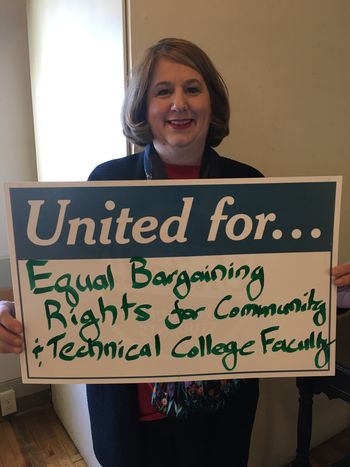 United for...
Equal Bargaining
Rights for Community
& Technical College Faculty